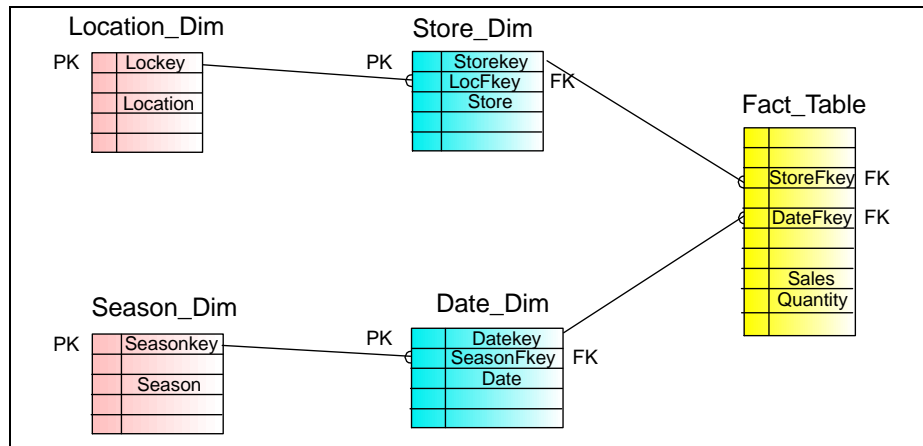 Location_Dim
PK
Lockey
Location
Store_Dim
PK
Storekey
LocFkey
FK
Store
Fact_Table
StoreFkey
FK
DateFkey
FK
Sales
Quantity
Season_Dim
PK
Seasonkey
Season
Date_Dim
PK
Datekey
SeasonFkey
FK
Date